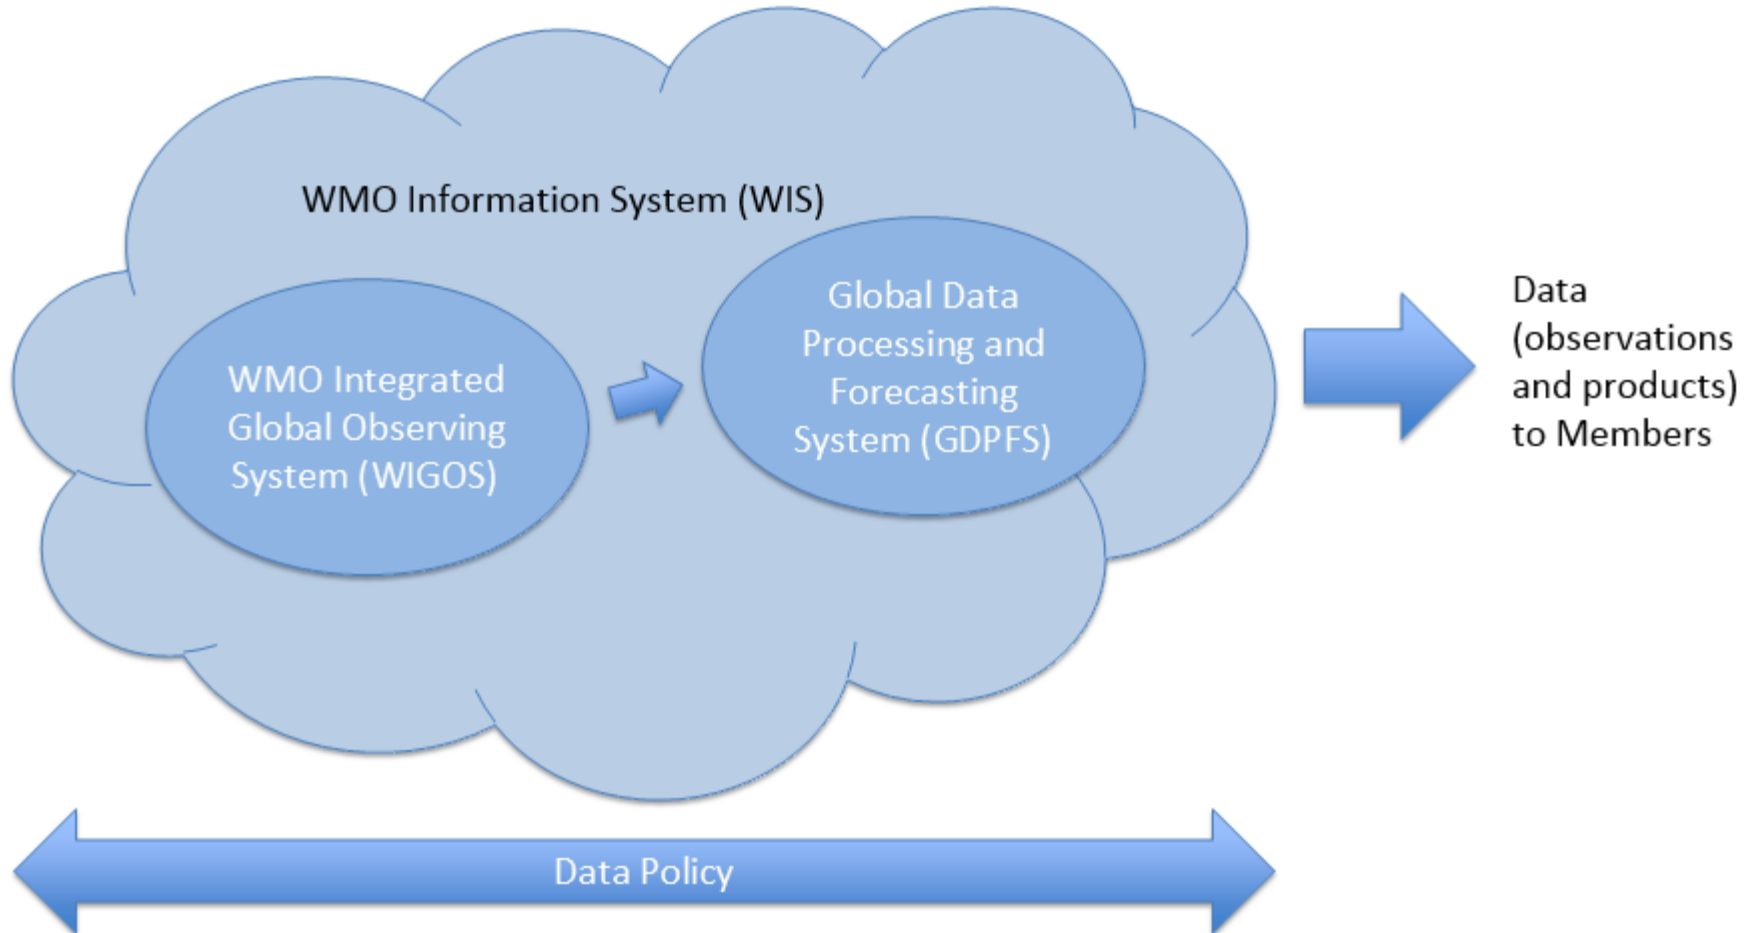 WMO Information System (WIS)
WMO Integrated
Global Observing
System (WIGOS)
Global Data
Processing and
Forecasting
System (GDPFS)
Data
(observations
and products)
to Members
Data Policy